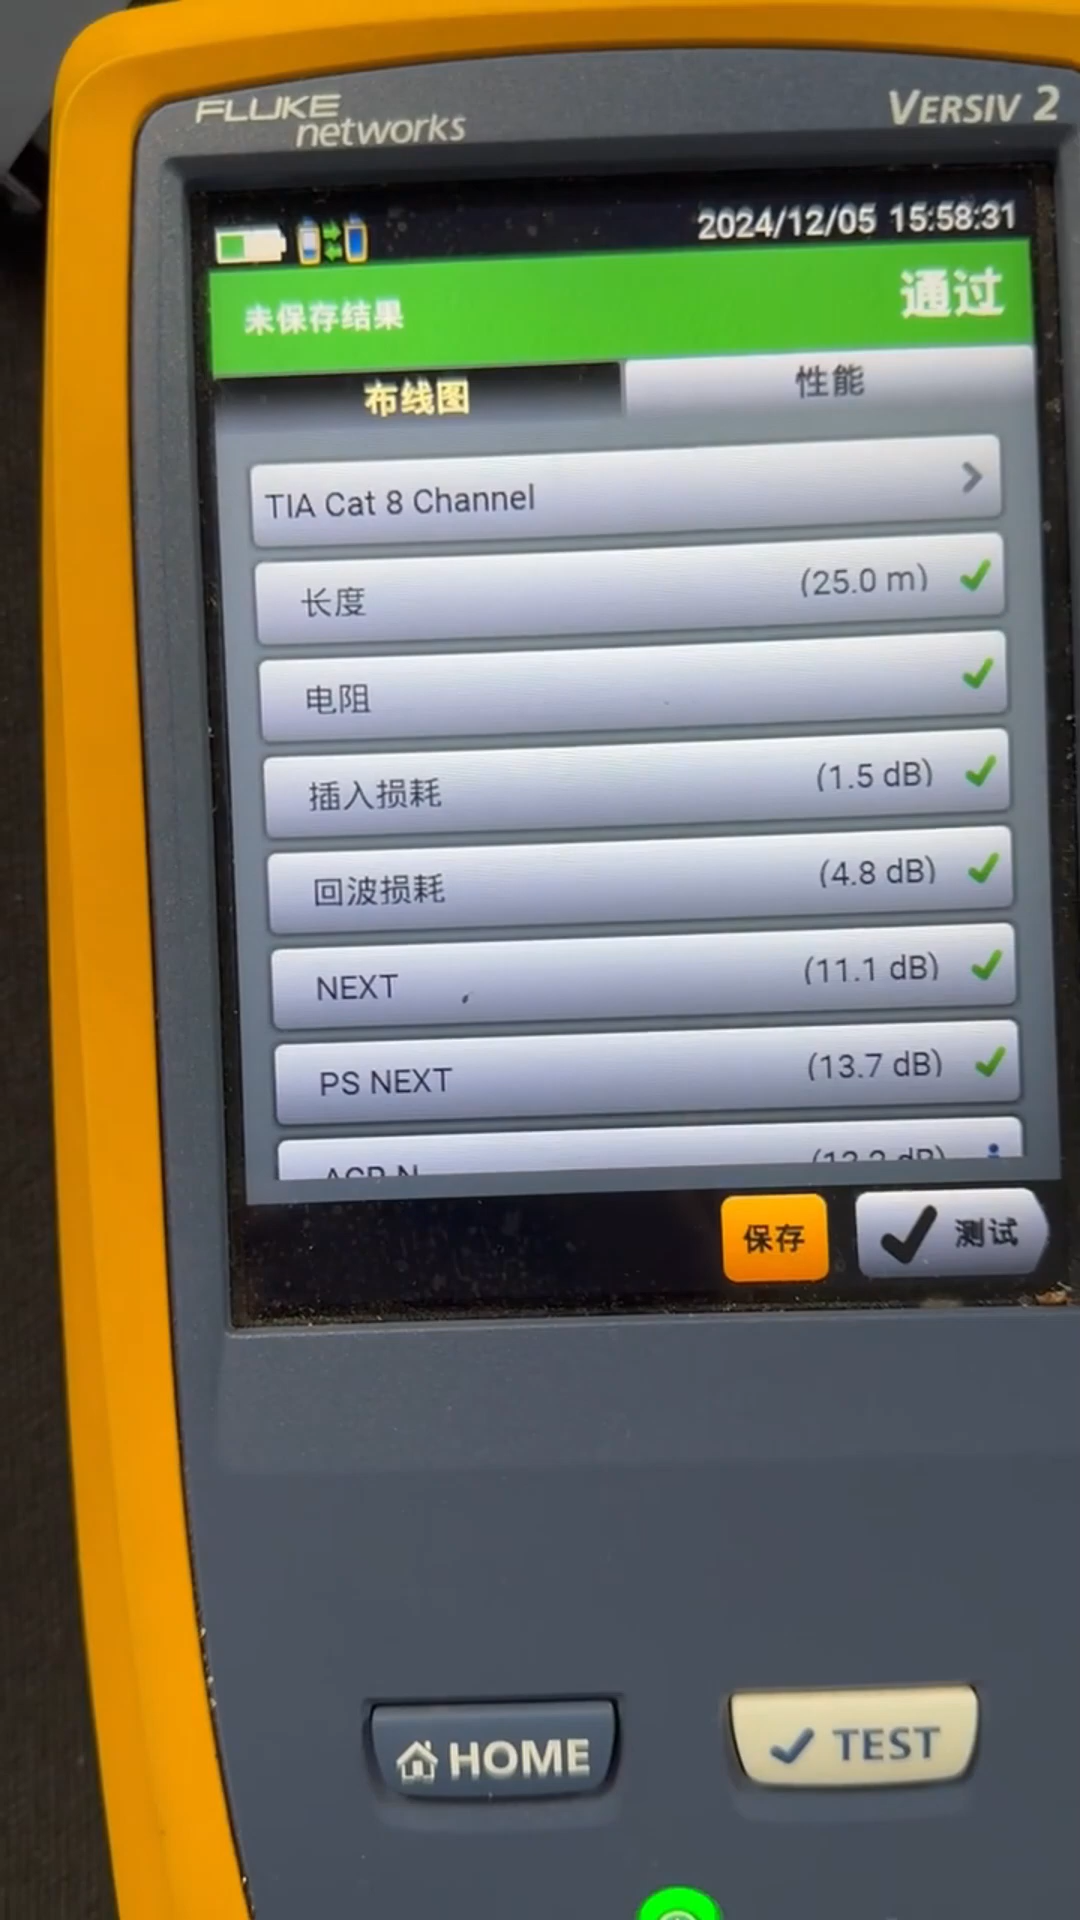 FLUKE
networks
VERSIV 2
2024/12/05 15:58:31
未保存结果
通过
布线图
性能
TIA Cat 8 Channel
长度 (25.0 m)
电阻
插入损耗 (1.5 dB)
回波损耗 (4.8 dB)
NEXT (11.1 dB)
PS NEXT (13.7 dB)
保存
测试
HOME
TEST